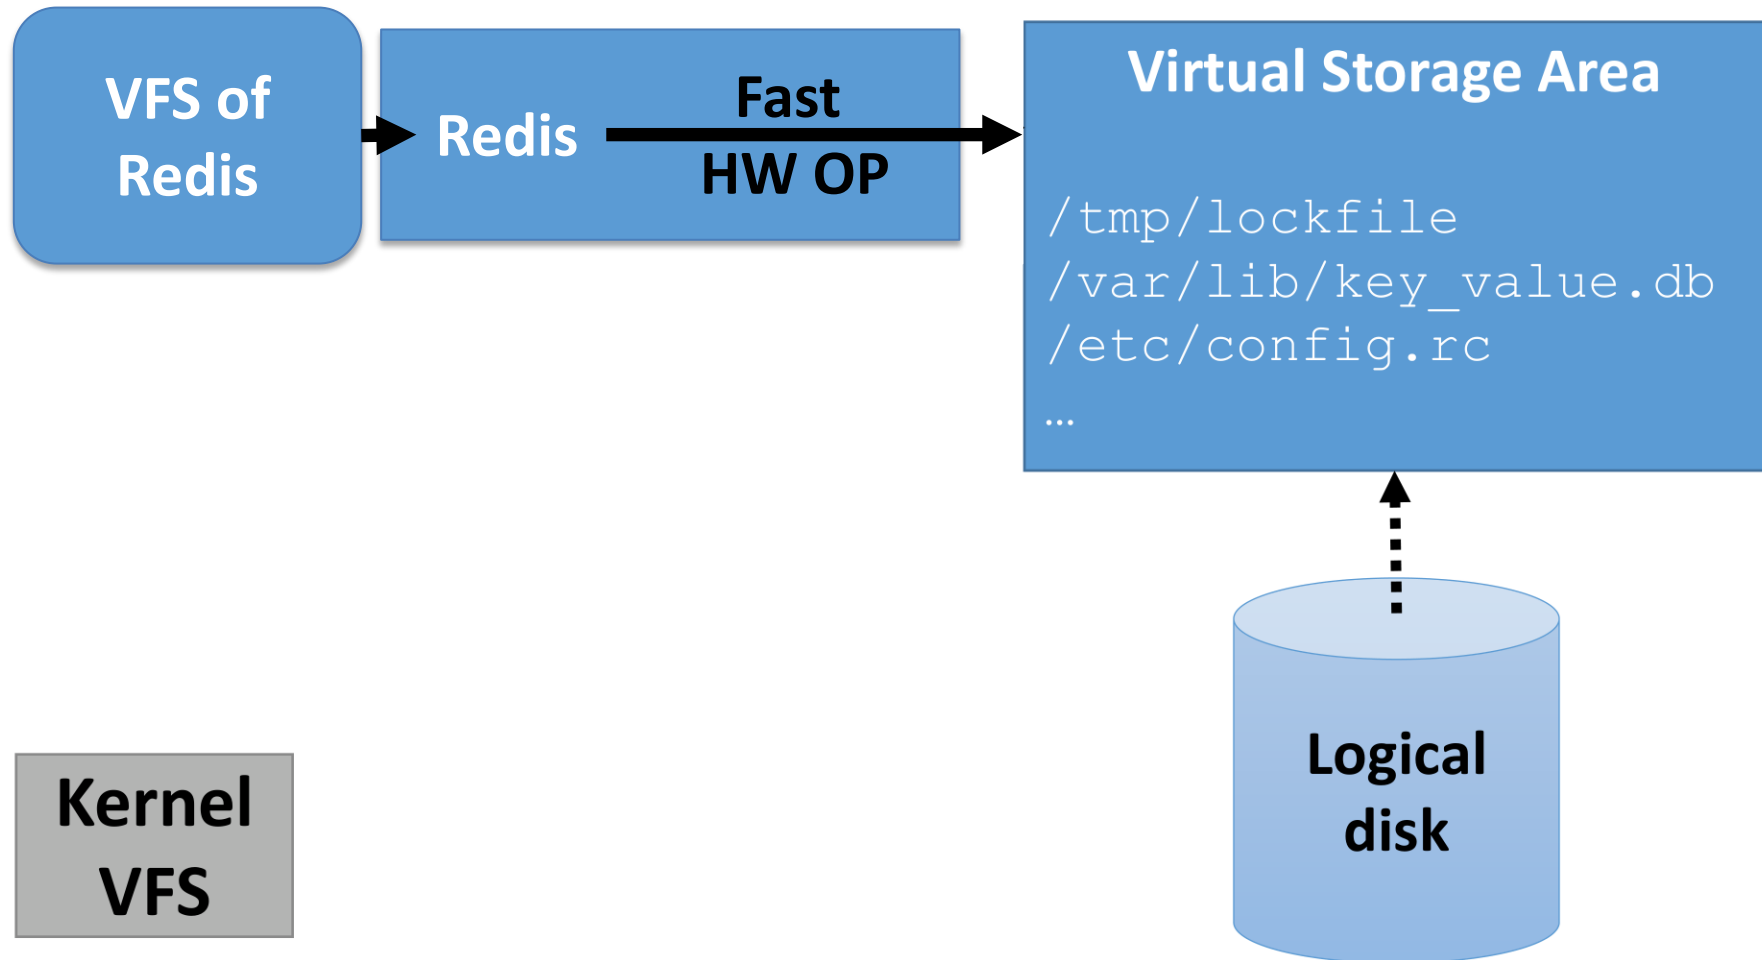 VFS of
Redis
Redis
Fast
HW OP
Virtual Storage Area
/tmp/lockfile
/var/lib/key_value.db
/etc/config.rc
…
Logical
disk
Kernel
VFS